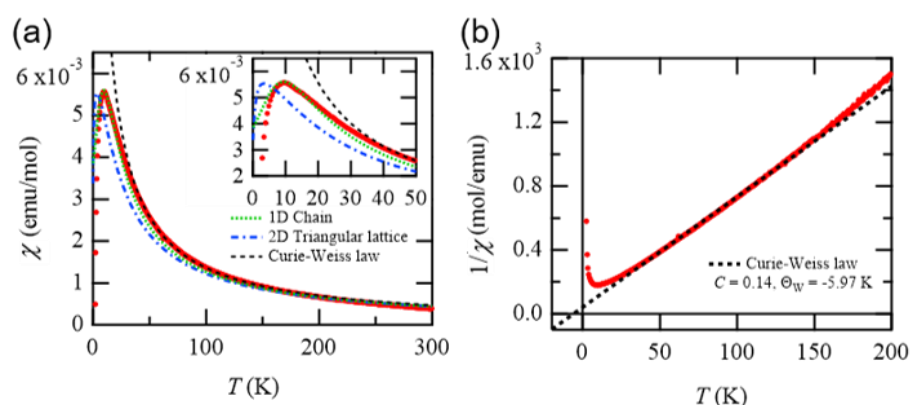 (a)
6 x10⁻³
5
4
3
2
1
0
χ (emu/mol)
0
100
200
300
T (K)
6 x10⁻³
5
4
3
2
0
10
20
30
40
50
1D Chain
2D Triangular lattice
Curie-Weiss law
(b)
1.6 x10³
1.2
0.8
0.4
0.0
1/χ (mol/emu)
0
50
100
150
200
T (K)
Curie-Weiss law
C = 0.14, Θ_W = -5.97 K